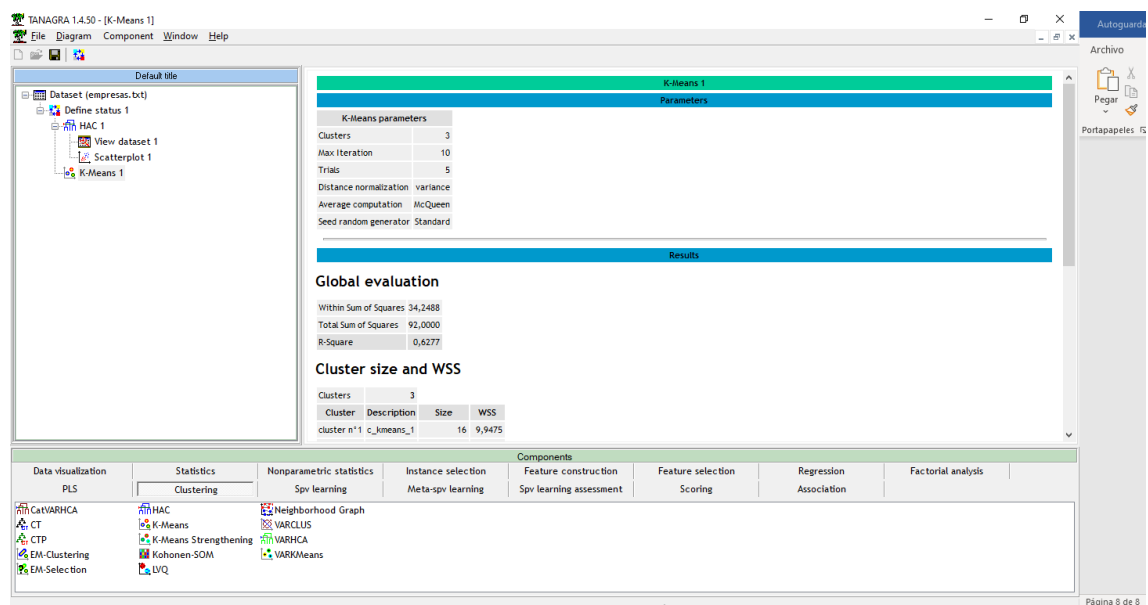 TANAGRA 1.4.50 - [K-Means 1]
File Diagram Component Window Help
Default title
Dataset (empresas.txt)
Define status 1
HAC 1
View dataset 1
Scatterplot 1
K-Means 1
K-Means 1
Parameters
K-Means parameters
Clusters 3
Max Iteration 10
Trials 5
Distance normalization variance
Average computation McQueen
Seed random generator Standard
Results
Global evaluation
Within Sum of Squares 34,2488
Total Sum of Squares 92,0000
R-Square 0,6277
Cluster size and WSS
Clusters 3
Cluster Description Size WSS
cluster n°1 c_kmeans_1 16 9,9475
Components
Data visualization Statistics Nonparametric statistics Instance selection Feature construction Feature selection Regression Factorial analysis
PLS Clustering Spv learning Meta-spv learning Spv learning assessment Scoring Association
CatVARHCA HAC Neighborhood Graph
CT K-Means VARCLUS
CTP K-Means Strengthening VARHCA
EM-Clustering Kohonen-SOM VARKMeans
EM-Selection LVQ
Autoguarda
Archivo
Pegar
Portapapeles
Página 8 de 8